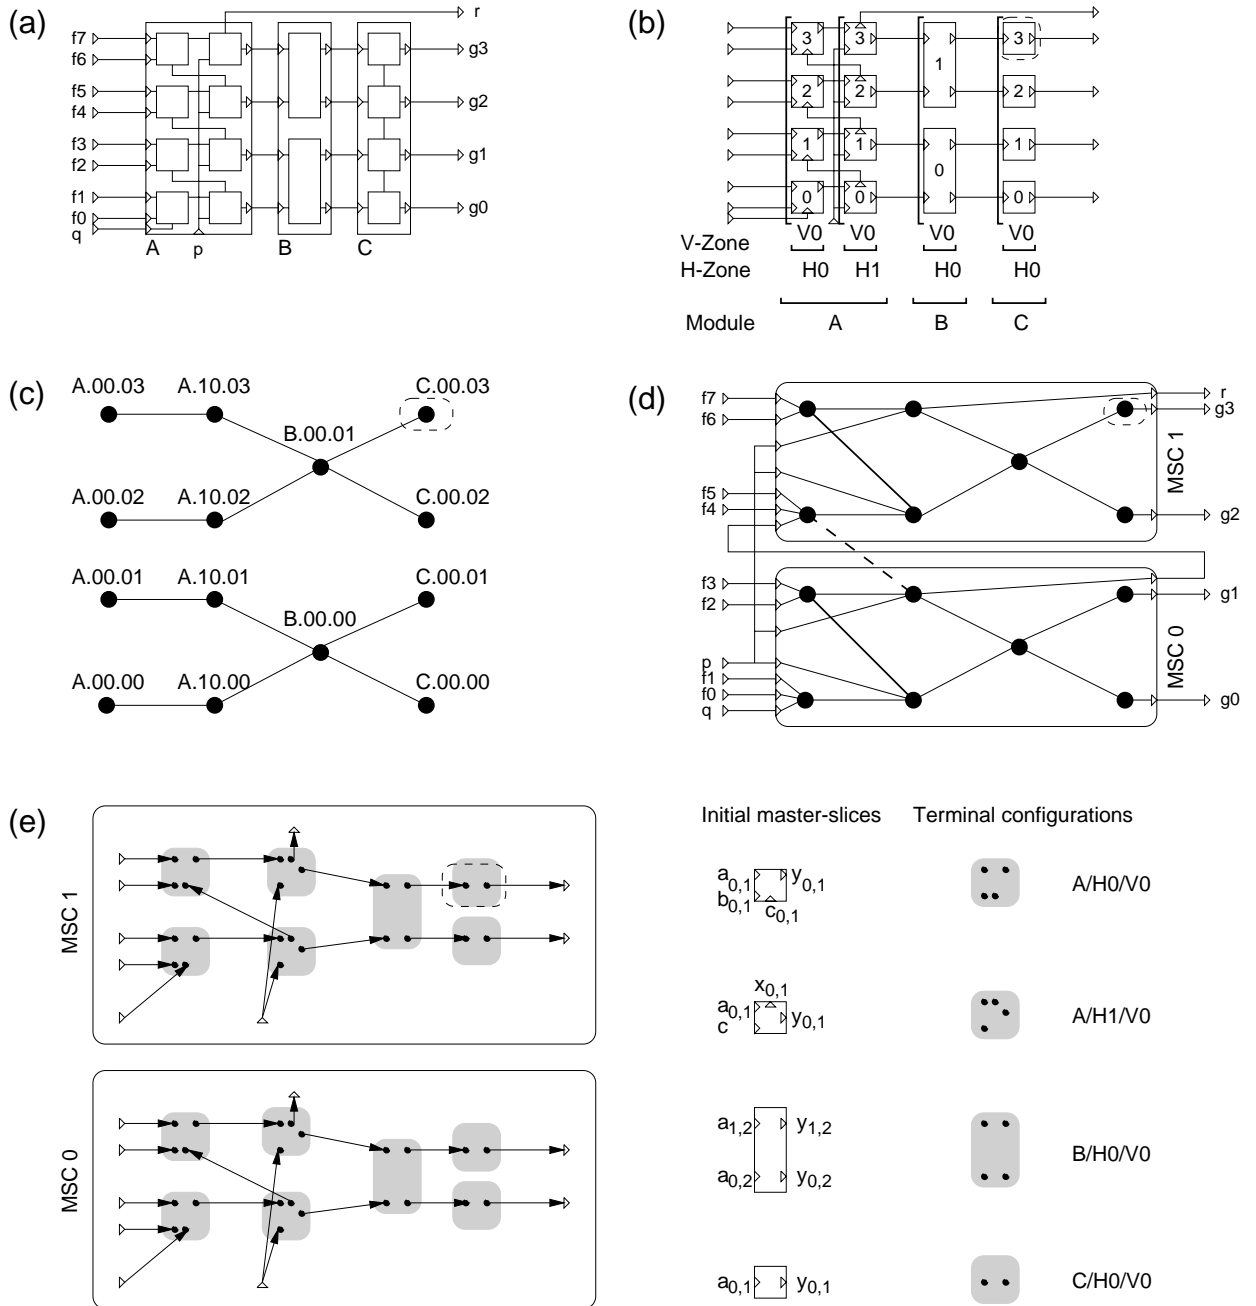 (a)
r
f7
f6
g3
f5
f4
g2
f3
f2
g1
f1
f0
q
g0
A
p
B
C
(b)
3
3
1
3
2
2
2
1
1
0
1
0
0
0
V-Zone
V0
V0
V0
V0
H-Zone
H0
H1
H0
H0
Module
A
B
C
(c)
A.00.03
A.10.03
C.00.03
B.00.01
A.00.02
A.10.02
C.00.02
A.00.01
A.10.01
C.00.01
B.00.00
A.00.00
A.10.00
C.00.00
(d)
f7
f6
r
g3
MSC 1
f5
f4
g2
f3
f2
g1
MSC 0
p
f1
f0
q
g0
(e)
MSC 1
MSC 0
Initial master-slices
Terminal configurations
a0,1
y0,1
b0,1
c0,1
A/H0/V0
x0,1
a0,1
c
y0,1
A/H1/V0
a1,2
y1,2
a0,2
y0,2
B/H0/V0
a0,1
y0,1
C/H0/V0